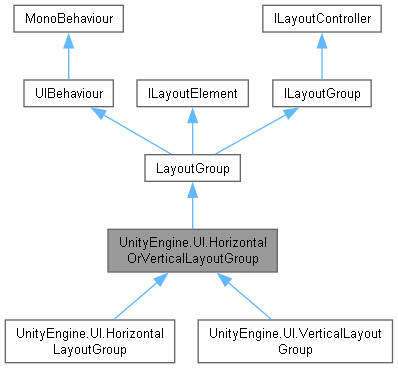 MonoBehaviour
ILayoutController
UIBehaviour
ILayoutElement
ILayoutGroup
LayoutGroup
UnityEngine.UI.Horizontal
OrVerticalLayoutGroup
UnityEngine.UI.Horizontal
LayoutGroup
UnityEngine.UI.VerticalLayout
Group